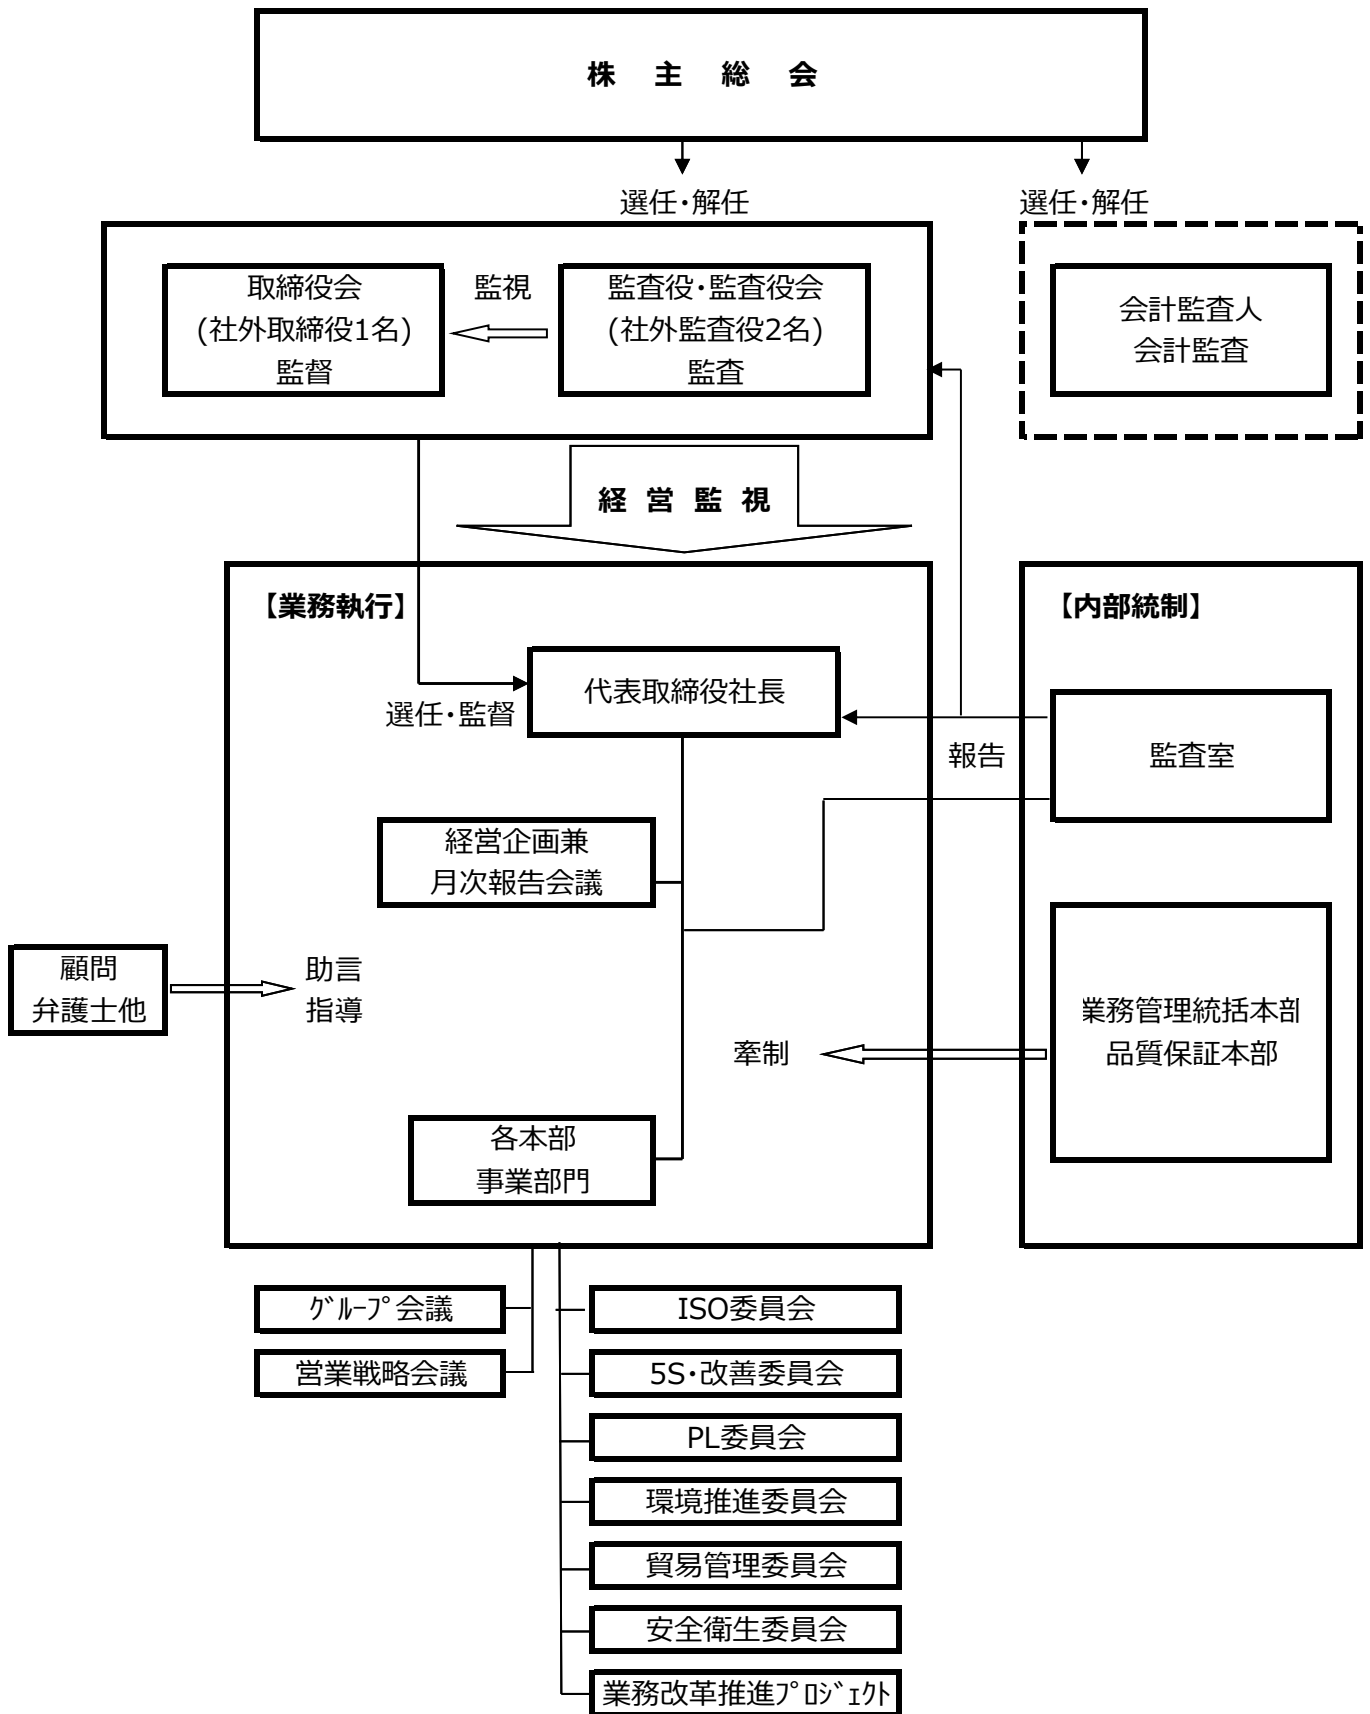 株 主 総 会
選任・解任
選任・解任
取締役会
(社外取締役1名)
監督
監視
監査役・監査役会
(社外監査役2名)
監査
会計監査人
会計監査
経 営 監 視
【業務執行】
【内部統制】
代表取締役社長
選任・監督
報告
監査室
経営企画兼
月次報告会議
顧問
弁護士他
助言
指導
業務管理統括本部
品質保証本部
牽制
各本部
事業部門
グループ会議
営業戦略会議
ISO委員会
5S・改善委員会
PL委員会
環境推進委員会
貿易管理委員会
安全衛生委員会
業務改革推進プロジェクト